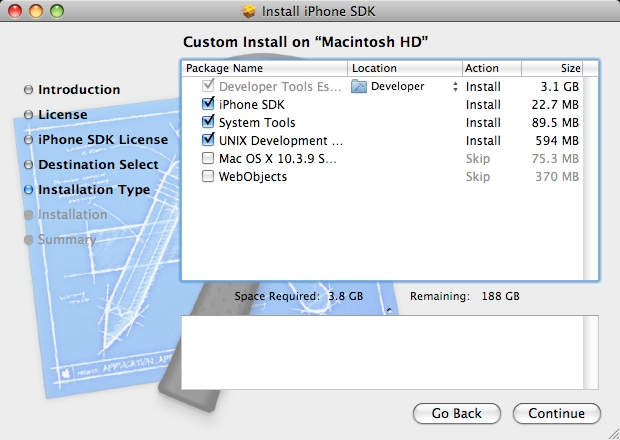 Install iPhone SDK
Custom Install on “Macintosh HD”
Introduction
License
iPhone SDK License
Destination Select
Installation Type
Installation
Summary
Package Name Location Action Size
Developer Tools Es... Developer Install 3.1 GB
iPhone SDK Install 22.7 MB
System Tools Install 89.5 MB
UNIX Development ... Install 594 MB
Mac OS X 10.3.9 S... Skip 75.3 MB
WebObjects Skip 370 MB
Space Required: 3.8 GB Remaining: 188 GB
APPLICATION
Go Back Continue